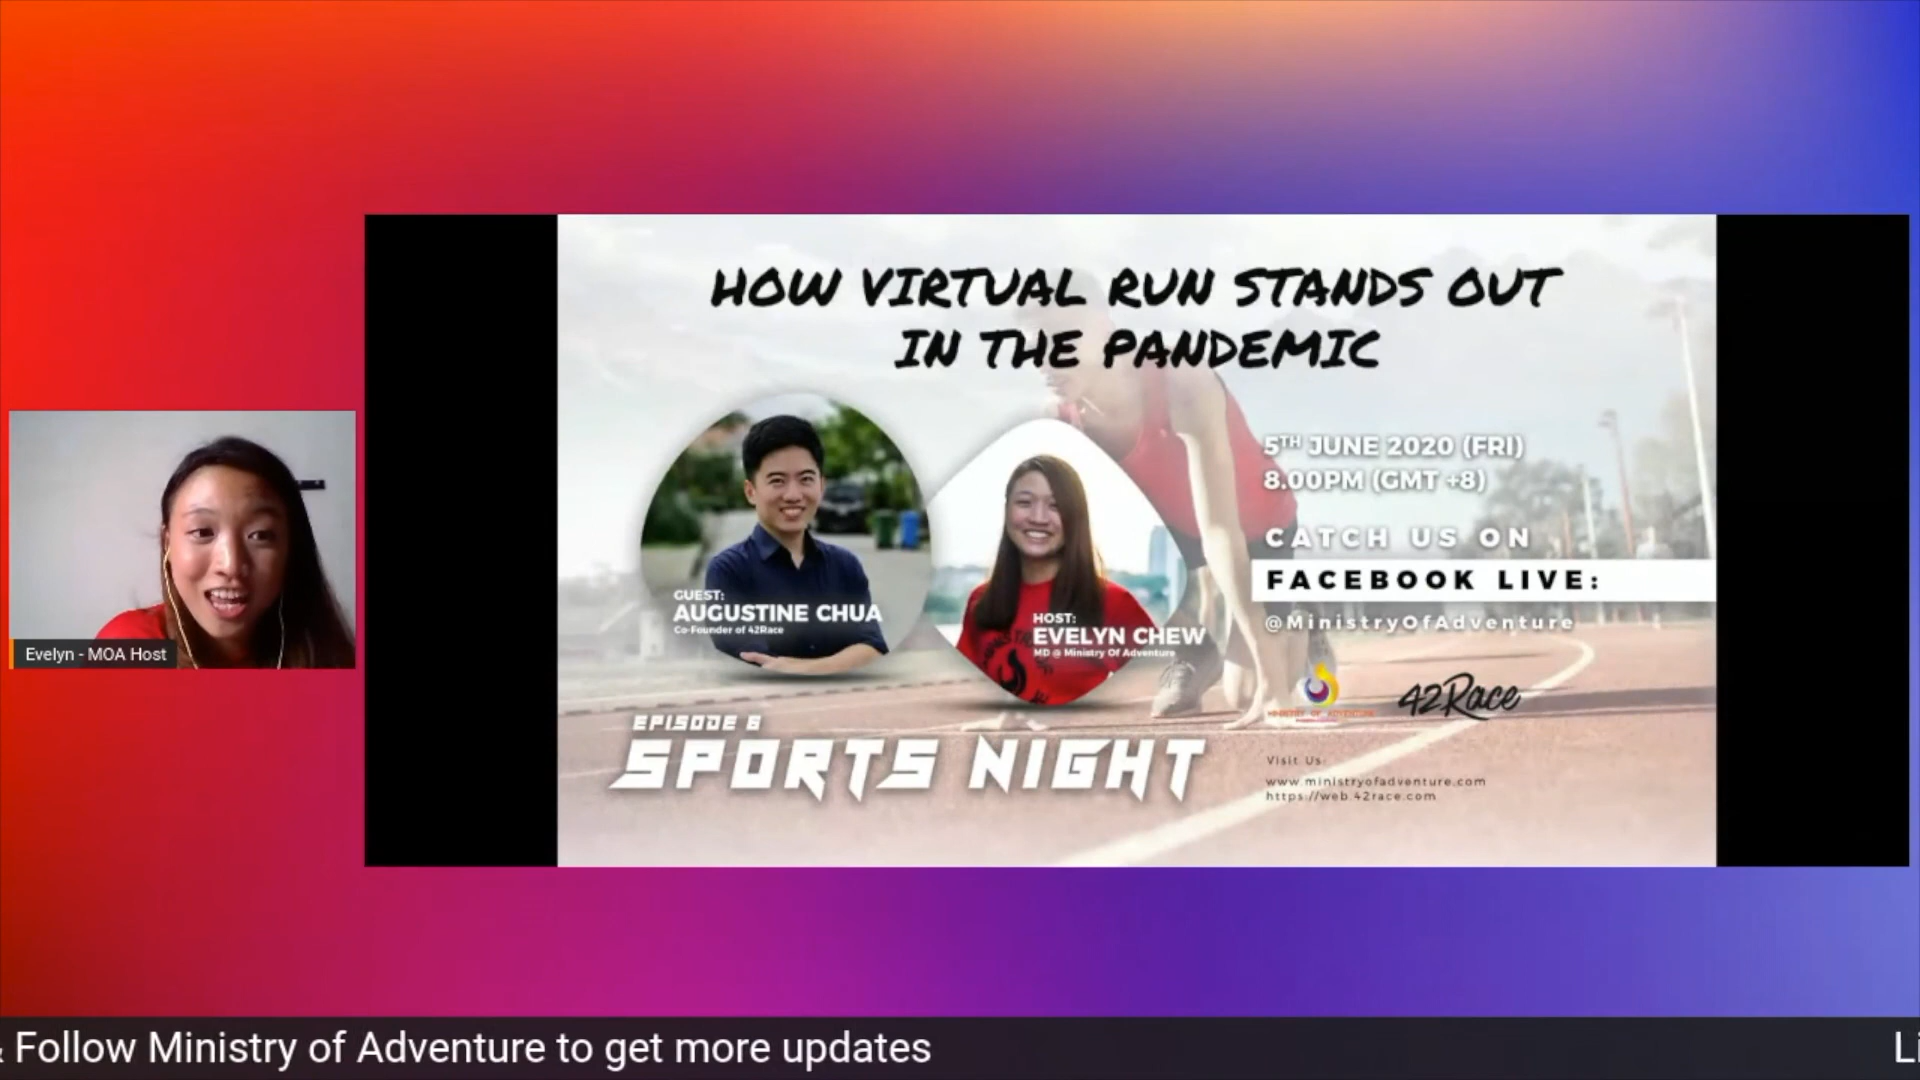 HOW VIRTUAL RUN STANDS OUT
IN THE PANDEMIC
5TH JUNE 2020 (FRI)
8.00PM (GMT +8)
CATCH US ON
FACEBOOK LIVE:
@MinistryOfAdventure
GUEST:
AUGUSTINE CHUA
Co-Founder of 42Race
HOST:
EVELYN CHEW
MD @ Ministry Of Adventure
Evelyn - MOA Host
MINISTRY OF ADVENTURE
42Race
EPISODE 6
SPORTS NIGHT
Visit Us:
www.ministryofadventure.com
https://web.42race.com
& Follow Ministry of Adventure to get more updates